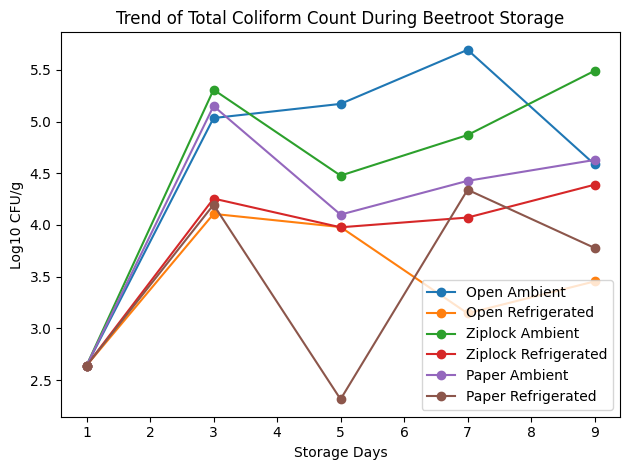 Trend of Total Coliform Count During Beetroot Storage
Log10 CFU/g
5.5
5.0
4.5
4.0
3.5
3.0
2.5
Open Ambient
Open Refrigerated
Ziplock Ambient
Ziplock Refrigerated
Paper Ambient
Paper Refrigerated
1 2 3 4 5 6 7 8 9
Storage Days